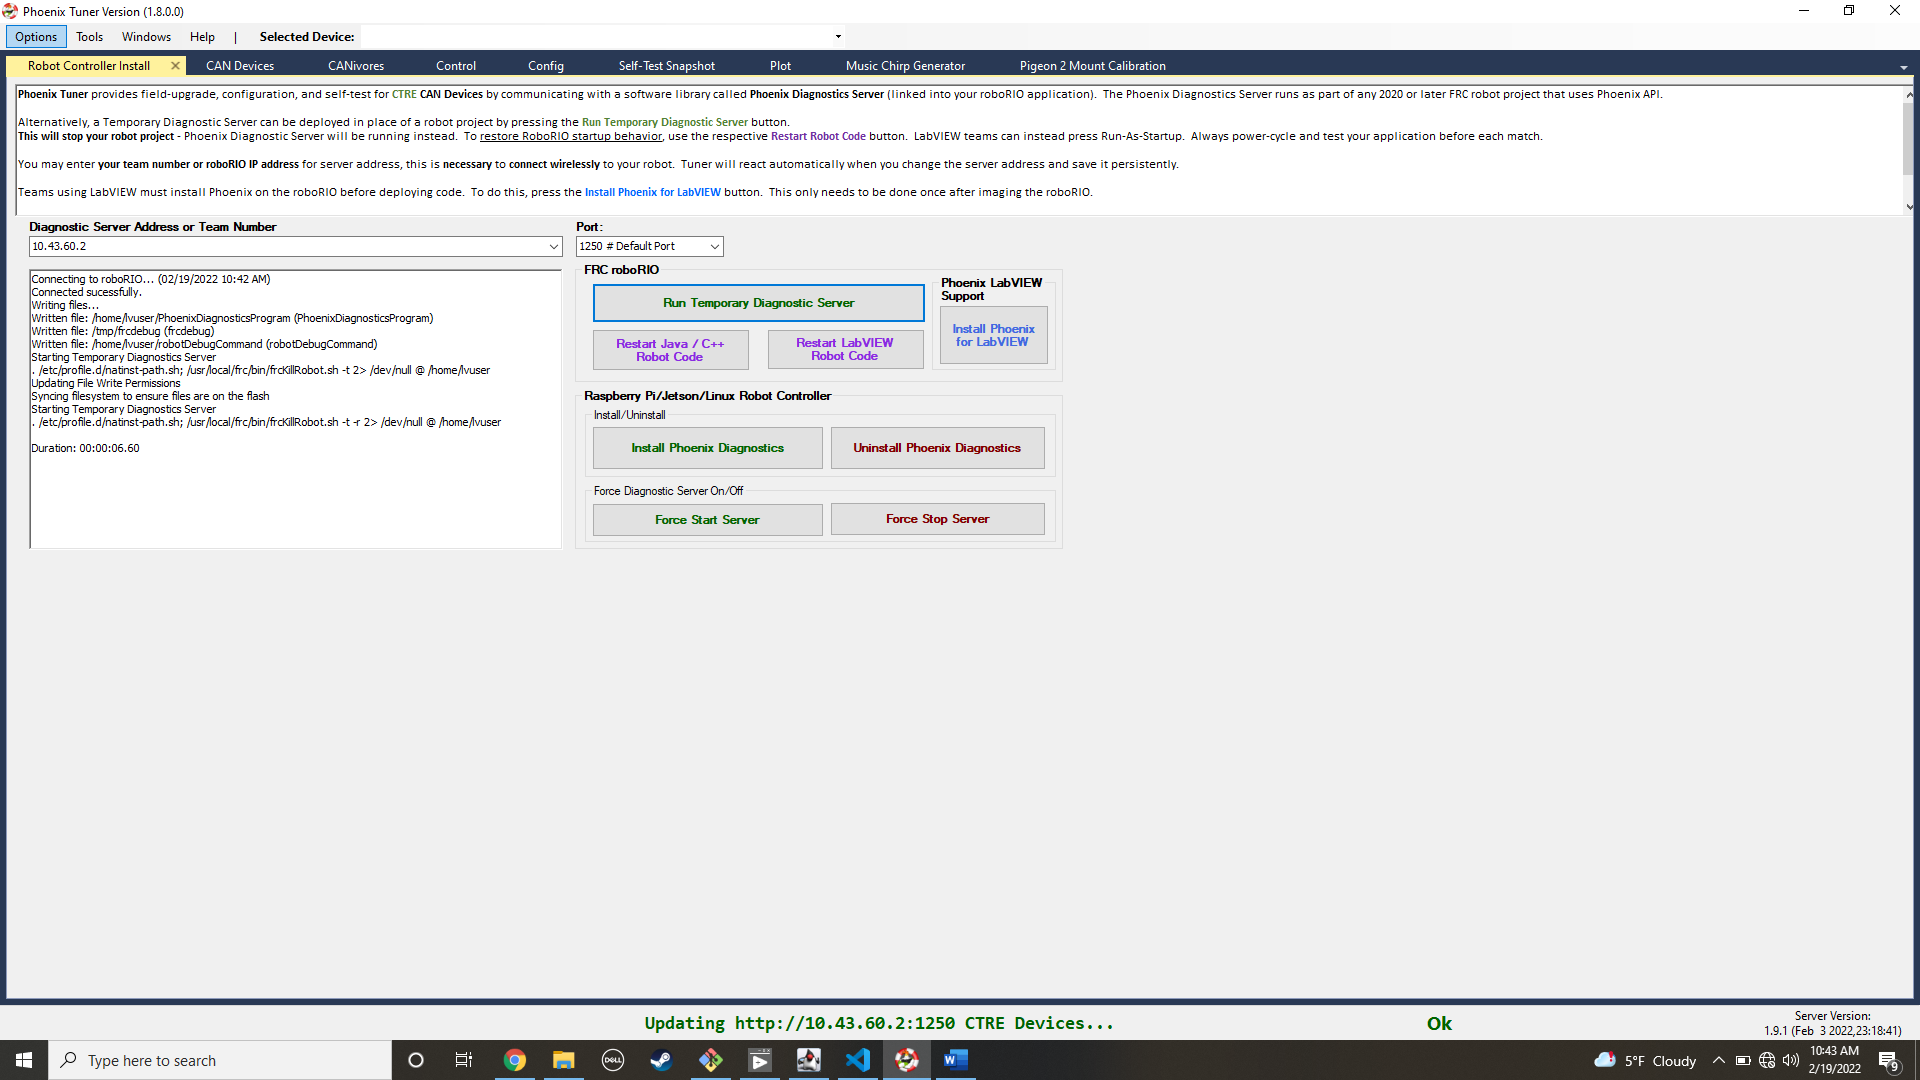 Phoenix Tuner Version (1.8.0.0)
Options Tools Windows Help | Selected Device:
Robot Controller Install CAN Devices CANivores Control Config Self-Test Snapshot Plot Music Chirp Generator Pigeon 2 Mount Calibration
Phoenix Tuner provides field-upgrade, configuration, and self-test for CTRE CAN Devices by communicating with a software library called Phoenix Diagnostics Server (linked into your roboRIO application). The Phoenix Diagnostics Server runs as part of any 2020 or later FRC robot project that uses Phoenix API.
Alternatively, a Temporary Diagnostic Server can be deployed in place of a robot project by pressing the Run Temporary Diagnostic Server button.
This will stop your robot project - Phoenix Diagnostic Server will be running instead. To restore RoboRIO startup behavior, use the respective Restart Robot Code button. LabVIEW teams can instead press Run-As-Startup. Always power-cycle and test your application before each match.
You may enter your team number or roboRIO IP address for server address, this is necessary to connect wirelessly to your robot. Tuner will react automatically when you change the server address and save it persistently.
Teams using LabVIEW must install Phoenix on the roboRIO before deploying code. To do this, press the Install Phoenix for LabVIEW button. This only needs to be done once after imaging the roboRIO.
Diagnostic Server Address or Team Number
10.43.60.2
Port:
1250 # Default Port
Connecting to roboRIO... (02/19/2022 10:42 AM)
Connected sucessfully.
Writing files...
Written file: /home/lvuser/PhoenixDiagnosticsProgram (PhoenixDiagnosticsProgram)
Written file: /tmp/frcdebug (frcdebug)
Written file: /home/lvuser/robotDebugCommand (robotDebugCommand)
Starting Temporary Diagnostics Server
. /etc/profile.d/natinst-path.sh; /usr/local/frc/bin/frcKillRobot.sh -t 2> /dev/null @ /home/lvuser
Updating File Write Permissions
Syncing filesystem to ensure files are on the flash
Starting Temporary Diagnostics Server
. /etc/profile.d/natinst-path.sh; /usr/local/frc/bin/frcKillRobot.sh -t -r 2> /dev/null @ /home/lvuser
Duration: 00:00:06.60
FRC roboRIO
Run Temporary Diagnostic Server
Restart Java / C++
Robot Code
Restart LabVIEW
Robot Code
Phoenix LabVIEW
Support
Install Phoenix
for LabVIEW
Raspberry Pi/Jetson/Linux Robot Controller
Install/Uninstall
Install Phoenix Diagnostics
Uninstall Phoenix Diagnostics
Force Diagnostic Server On/Off
Force Start Server
Force Stop Server
Updating http://10.43.60.2:1250 CTRE Devices...
Ok
Server Version:
1.9.1 (Feb 3 2022,23:18:41)
Type here to search
DELL
W
5°F Cloudy
10:43 AM
2/19/2022
9